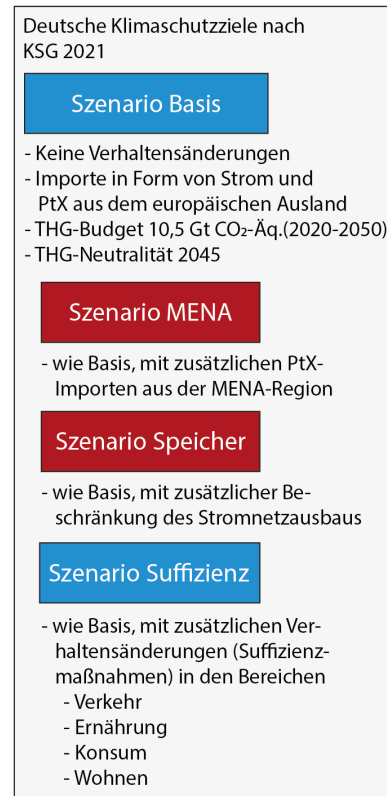 Deutsche Klimaschutzziele nach
KSG 2021
Szenario Basis
- Keine Verhaltensänderungen
- Importe in Form von Strom und
PtX aus dem europäischen Ausland
- THG-Budget 10,5 Gt CO₂-Äq.(2020-2050)
- THG-Neutralität 2045
Szenario MENA
- wie Basis, mit zusätzlichen PtX-
Importen aus der MENA-Region
Szenario Speicher
- wie Basis, mit zusätzlicher Be-
schränkung des Stromnetzausbaus
Szenario Suffizienz
- wie Basis, mit zusätzlichen Ver-
haltensänderungen (Suffizienz-
maßnahmen) in den Bereichen
- Verkehr
- Ernährung
- Konsum
- Wohnen